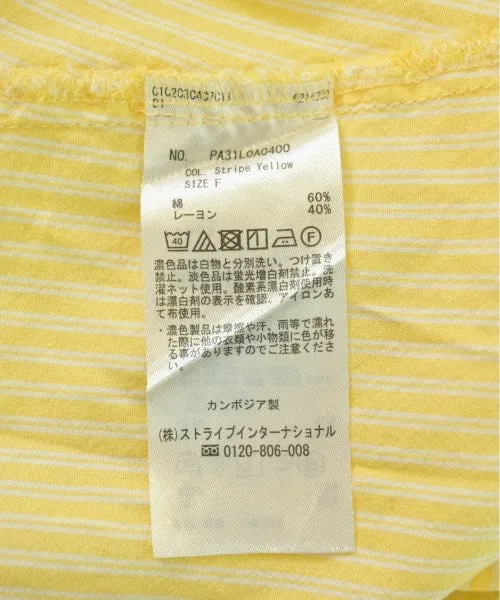 NO. PA31L0A0400
COL. Stripe Yellow
SIZE F
綿 60%
レーヨン 40%
40 F
濃色品は白物と分別洗い。つけ置き
禁止。淡色品は蛍光増白剤禁止。洗
濯ネット使用。酸素系漂白剤使用時
は漂白剤の表示を確認。アイロンあ
て布使用。
・濃色製品は摩擦や汗、雨等で濡れ
た際に他の衣類や小物類に色が移
る事がありますのでご注意くださ
い。
カンボジア製
(株)ストライプインターナショナル
0120-806-008